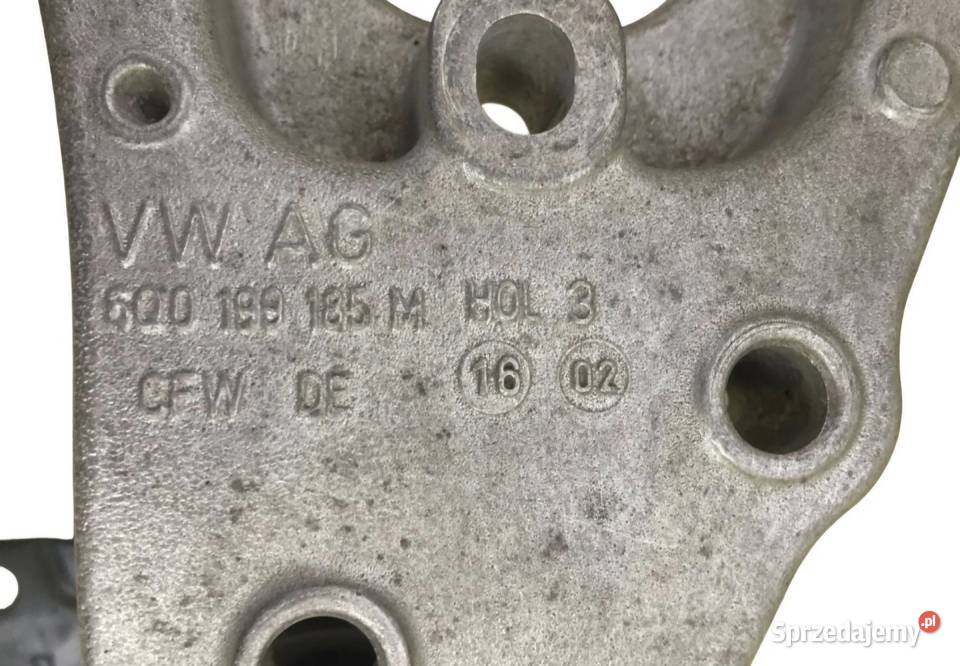 VW AG
6Q0 199 185 M HOL 3
CFW DE 16 02
Sprzedajemy.pl